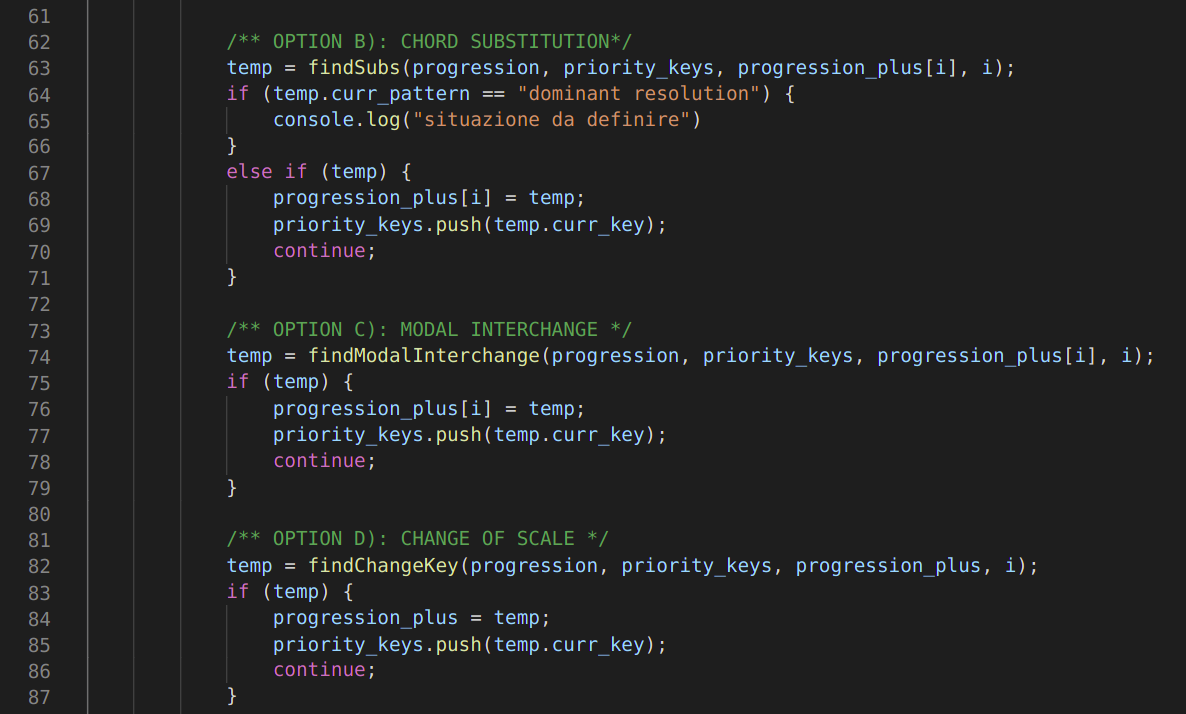 61
62 /** OPTION B): CHORD SUBSTITUTION*/
63 temp = findSubs(progression, priority_keys, progression_plus[i], i);
64 if (temp.curr_pattern == "dominant resolution") {
65 console.log("situazione da definire")
66 }
67 else if (temp) {
68 progression_plus[i] = temp;
69 priority_keys.push(temp.curr_key);
70 continue;
71 }
72
73 /** OPTION C): MODAL INTERCHANGE */
74 temp = findModalInterchange(progression, priority_keys, progression_plus[i], i);
75 if (temp) {
76 progression_plus[i] = temp;
77 priority_keys.push(temp.curr_key);
78 continue;
79 }
80
81 /** OPTION D): CHANGE OF SCALE */
82 temp = findChangeKey(progression, priority_keys, progression_plus, i);
83 if (temp) {
84 progression_plus = temp;
85 priority_keys.push(temp.curr_key);
86 continue;
87 }